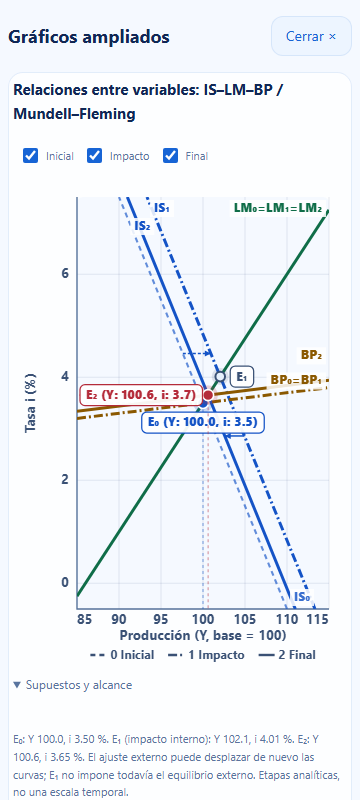 Gráficos ampliados
Cerrar ×
Relaciones entre variables: IS–LM–BP /
Mundell–Fleming
Inicial
Impacto
Final
IS₁
LM₀=LM₁=LM₂
IS₂
6
BP₂
4
E₁
BP₀=BP₁
E₂ (Y: 100.6, i: 3.7)
E₀ (Y: 100.0, i: 3.5)
Tasa i (%)
2
0
IS₀
85 90 95 100 105 110 115
Producción (Y, base = 100)
0 Inicial 1 Impacto 2 Final
▼ Supuestos y alcance
E₀: Y 100.0, i 3.50 %. E₁ (impacto interno): Y 102.1, i 4.01 %. E₂: Y
100.6, i 3.65 %. El ajuste externo puede desplazar de nuevo las
curvas; E₁ no impone todavía el equilibrio externo. Etapas analíticas,
no una escala temporal.